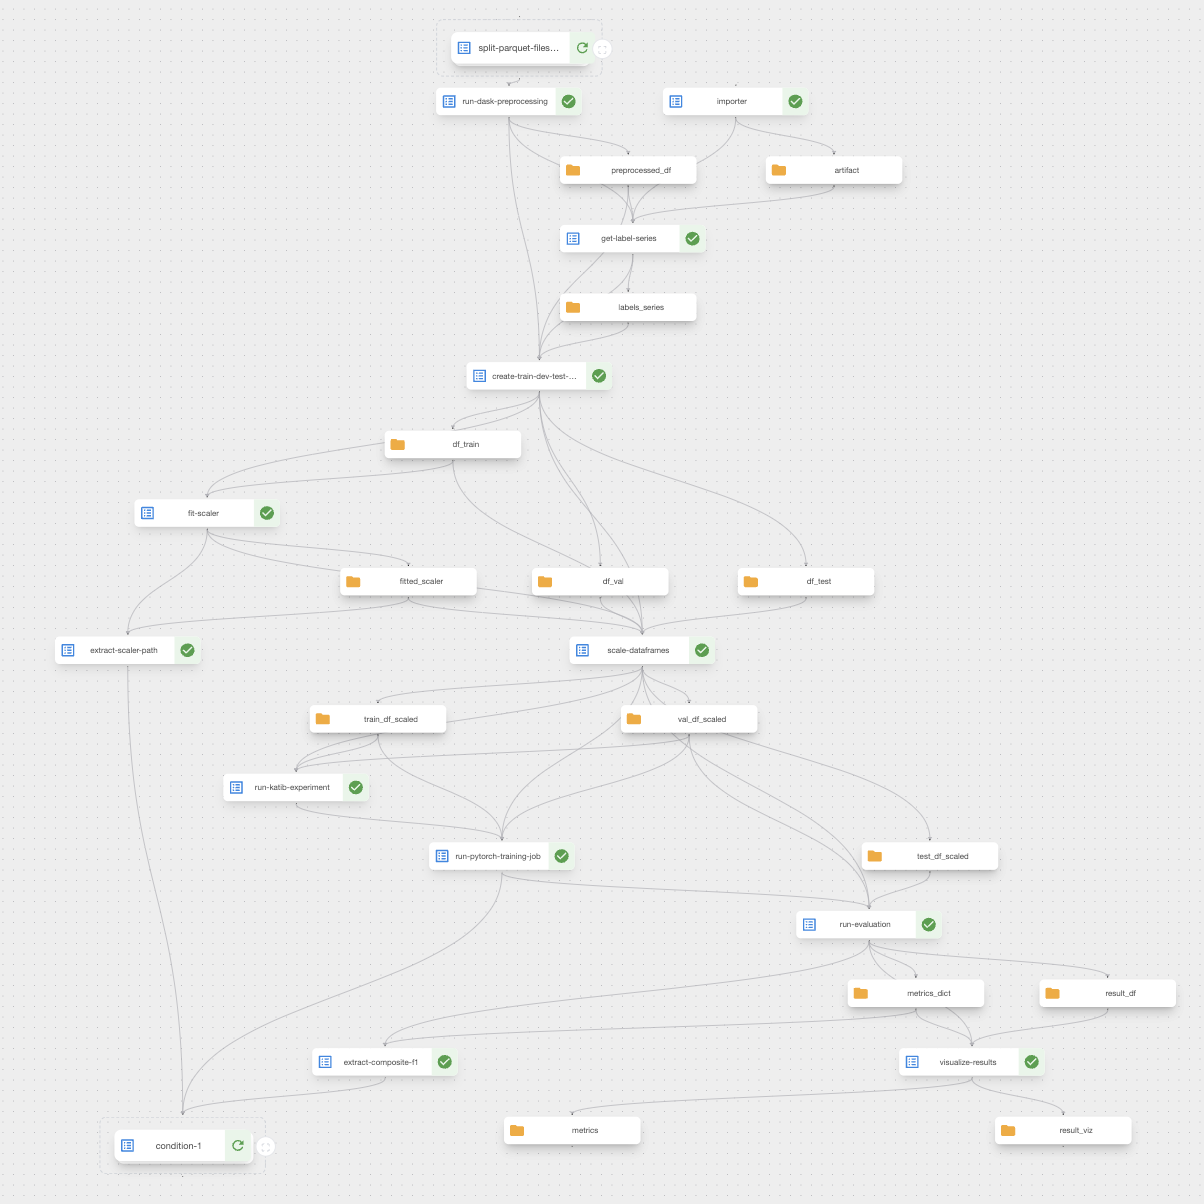 split-parquet-files...
run-dask-preprocessing
importer
preprocessed_df
artifact
get-label-series
labels_series
create-train-dev-test-...
df_train
fit-scaler
fitted_scaler
df_val
df_test
extract-scaler-path
scale-dataframes
train_df_scaled
val_df_scaled
run-katib-experiment
run-pytorch-training-job
test_df_scaled
run-evaluation
metrics_dict
result_df
extract-composite-f1
visualize-results
metrics
result_viz
condition-1